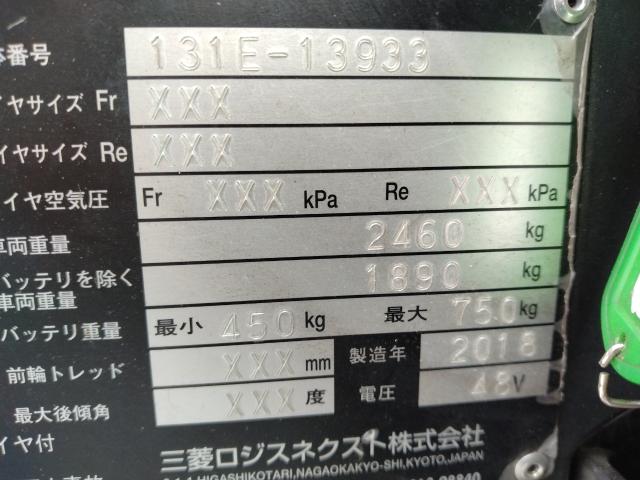 体番号 131E-13933
イヤサイズ Fr XXX
イヤサイズ Re XXX
イヤ空気圧 Fr XXX kPa Re XXX kPa
車両重量 2460 kg
バッテリを除く 1890 kg
車両重量
バッテリ重量 最小 450 kg 最大 750 kg
前輪トレッド XXX mm 製造年 2018
最大後傾角 XXX 度 電圧 48 V
イヤ付
三菱ロジスネクスト株式会社
HIGASHIKOTARI,NAGAOKAKYO-SHI,KYOTO,JAPAN